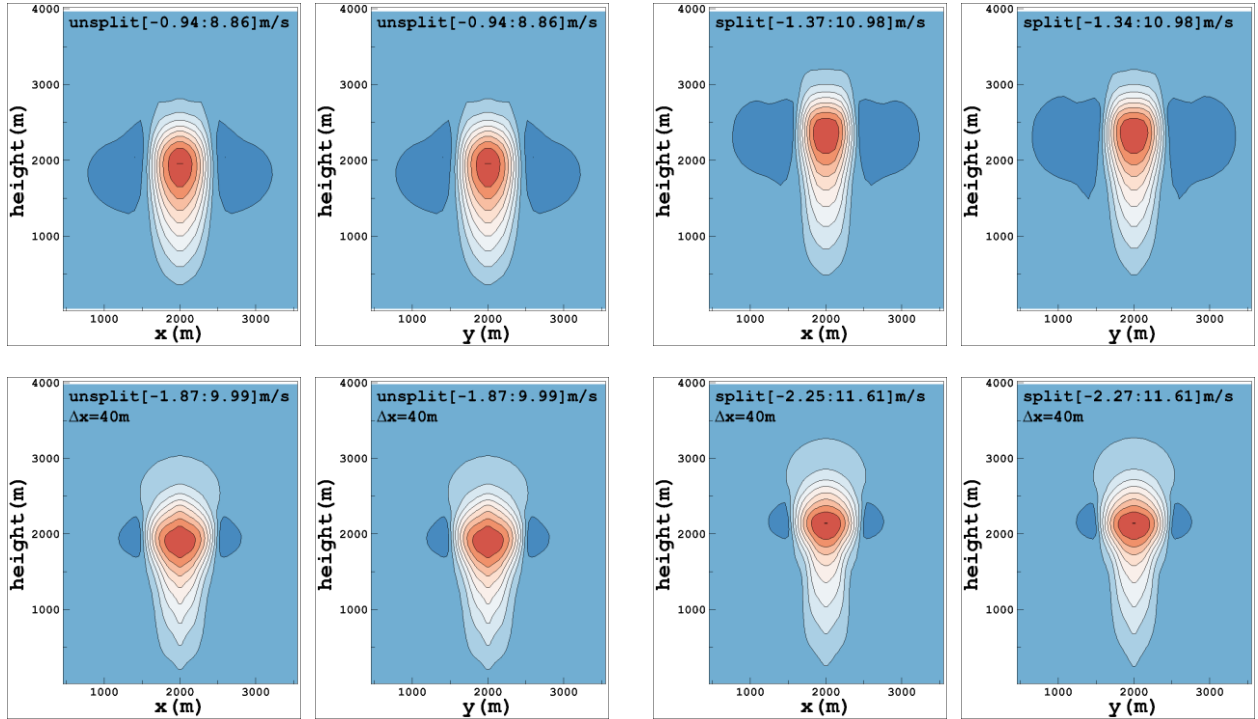 unsplit[-0.94:8.86]m/s
4000
3000
2000
1000
height(m)
1000 2000 3000
x(m)
unsplit[-0.94:8.86]m/s
4000
3000
2000
1000
height(m)
1000 2000 3000
y(m)
split[-1.37:10.98]m/s
4000
3000
2000
1000
height(m)
1000 2000 3000
x(m)
split[-1.34:10.98]m/s
4000
3000
2000
1000
height(m)
1000 2000 3000
y(m)
unsplit[-1.87:9.99]m/s
Δx=40m
4000
3000
2000
1000
height(m)
1000 2000 3000
x(m)
unsplit[-1.87:9.99]m/s
Δx=40m
4000
3000
2000
1000
height(m)
1000 2000 3000
y(m)
split[-2.25:11.61]m/s
Δx=40m
4000
3000
2000
1000
height(m)
1000 2000 3000
x(m)
split[-2.27:11.61]m/s
Δx=40m
4000
3000
2000
1000
height(m)
1000 2000 3000
y(m)